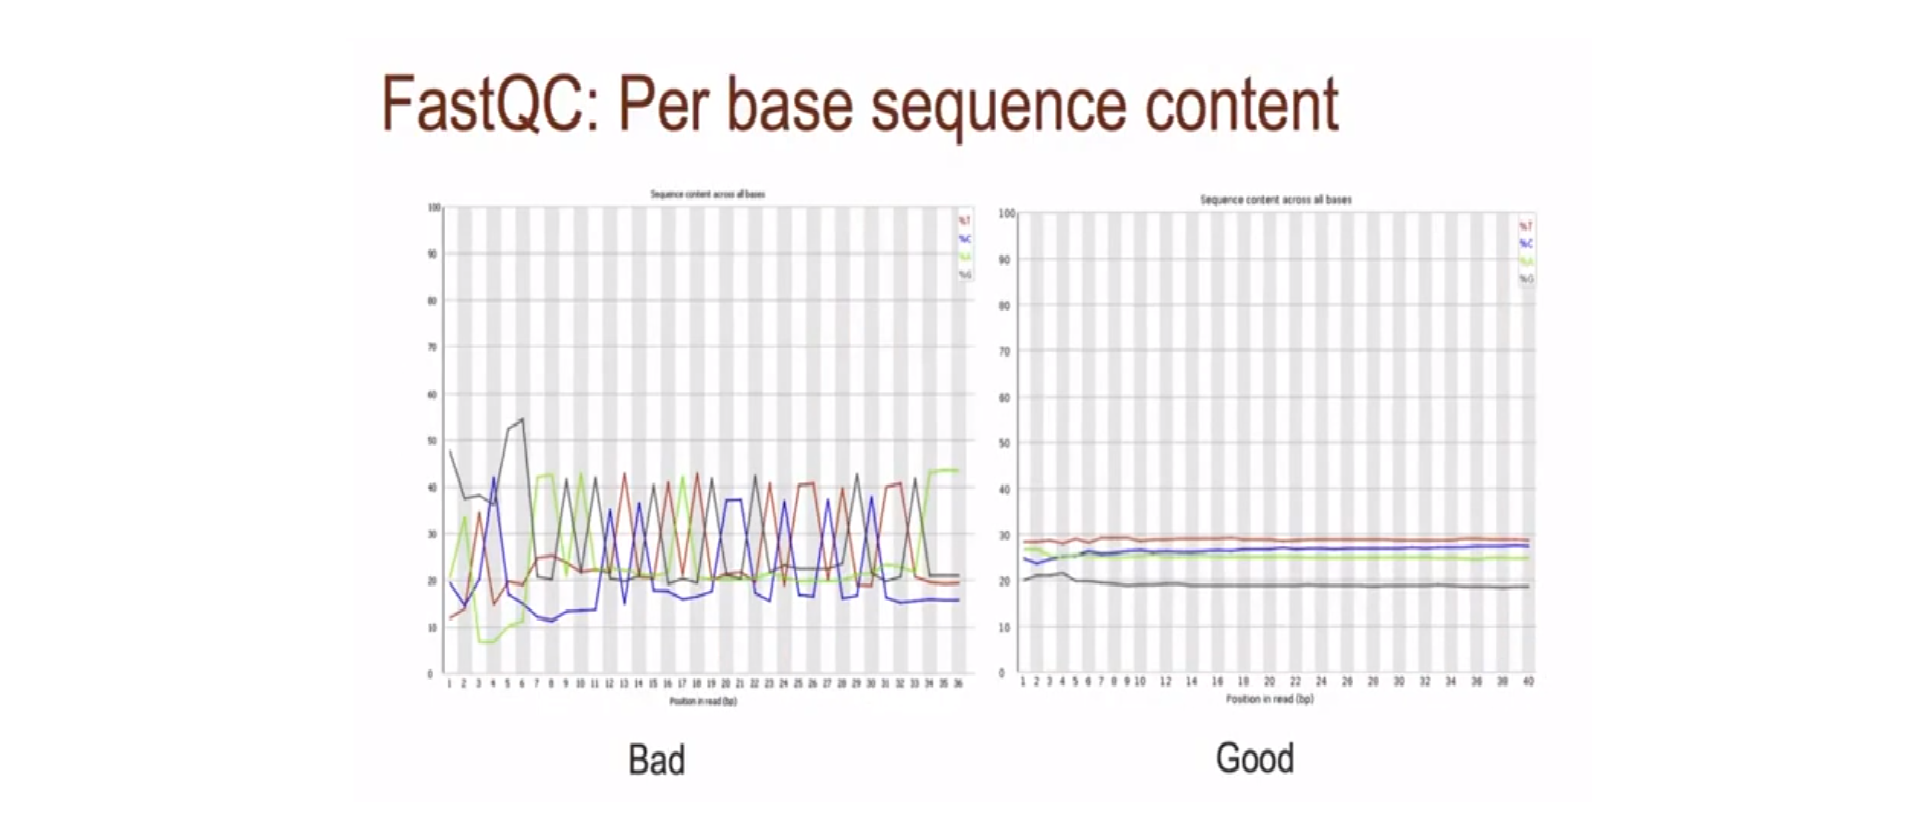 FastQC: Per base sequence content
Sequence content across all bases
100
90
80
70
60
50
40
30
20
10
0
%T
%C
%A
%G
1 2 3 4 5 6 7 8 9 10 11 12 13 14 15 16 17 18 19 20 21 22 23 24 25 26 27 28 29 30 31 32 33 34 35 36
Position in read (bp)
Bad
Sequence content across all bases
100
90
80
70
60
50
40
30
20
10
0
%T
%C
%A
%G
1 2 3 4 5 6 7 8 9 10 12 14 16 18 20 22 24 26 28 30 32 34 36 38 40
Position in read (bp)
Good